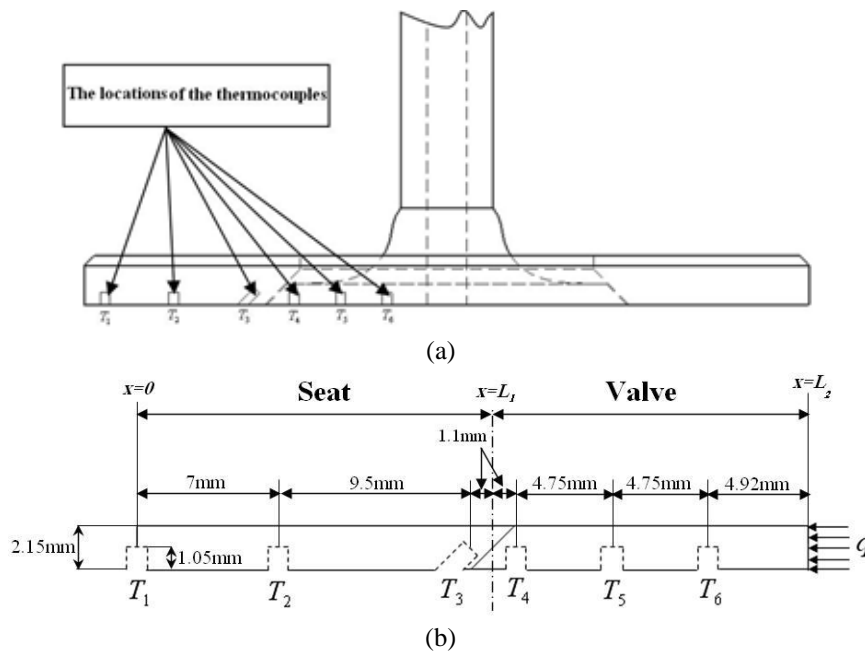 The locations of the thermocouples
T1 T2 T3 T4 T5 T6
(a)
x=0 Seat x=L1 Valve x=L2
1.1mm
7mm 9.5mm 4.75mm 4.75mm 4.92mm
2.15mm 1.05mm q
T1 T2 T3 T4 T5 T6
(b)